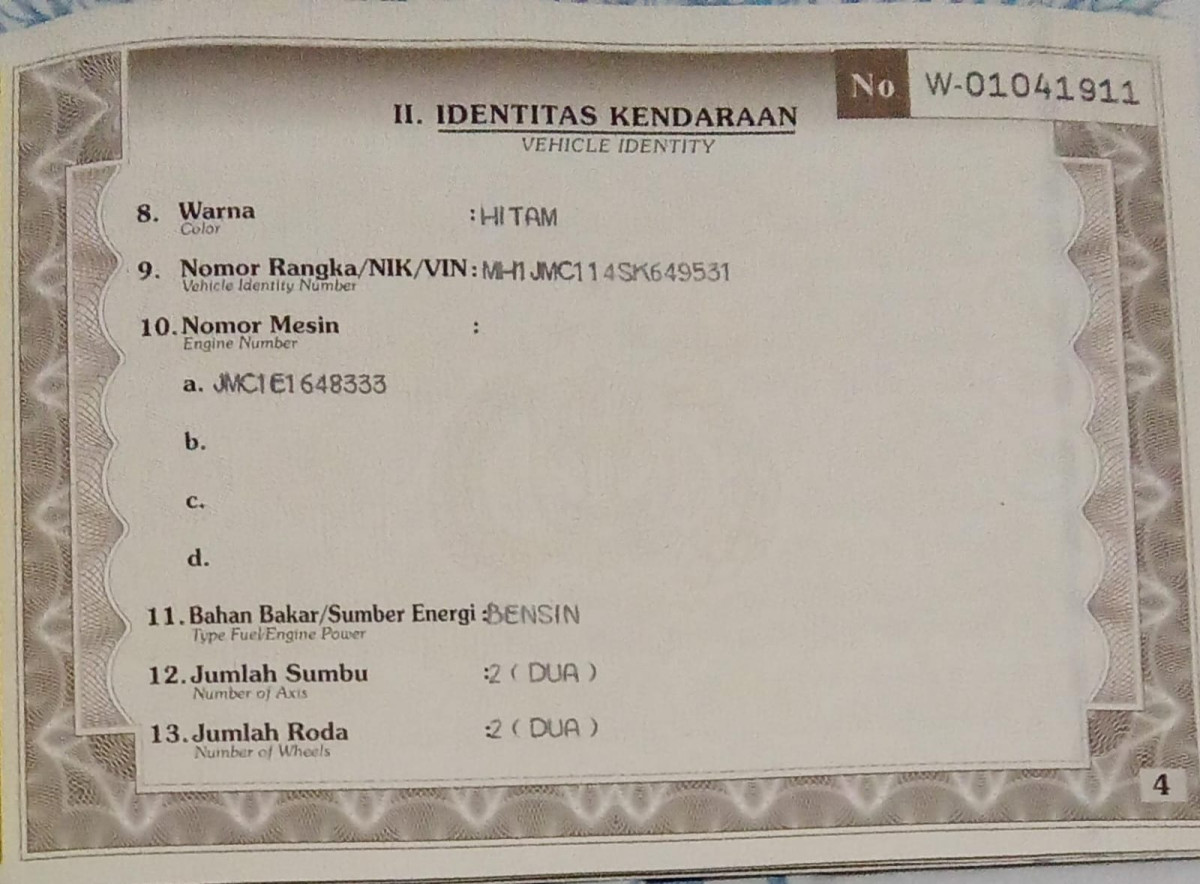 No W-01041911
II. IDENTITAS KENDARAAN
VEHICLE IDENTITY
8. Warna : HITAM
Color
9. Nomor Rangka/NIK/VIN : MH1JMC114SK649531
Vehicle Identity Number
10. Nomor Mesin :
Engine Number
a. JMC1E1648333
b.
c.
d.
11. Bahan Bakar/Sumber Energi : BENSIN
Type Fuel/Engine Power
12. Jumlah Sumbu : 2 ( DUA )
Number of Axis
13. Jumlah Roda : 2 ( DUA )
Number of Wheels
4